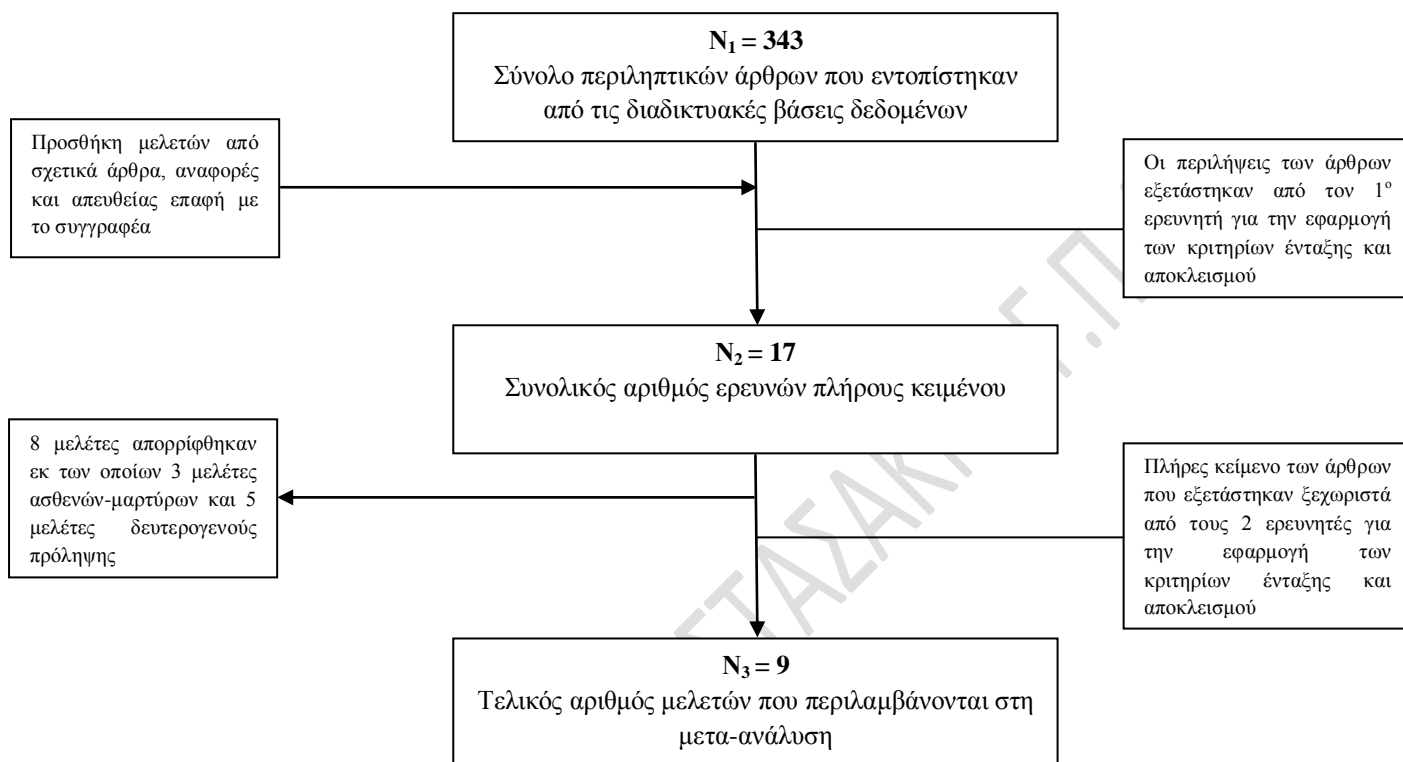 N1 = 343
Σύνολο περιληπτικών άρθρων που εντοπίστηκαν
από τις διαδικτυακές βάσεις δεδομένων
Προσθήκη μελετών από
σχετικά άρθρα, αναφορές
και απευθείας επαφή με
το συγγραφέα
Οι περιλήψεις των άρθρων
εξετάστηκαν από τον 1ο
ερευνητή για την εφαρμογή
των κριτηρίων ένταξης και
αποκλεισμού
N2 = 17
Συνολικός αριθμός ερευνών πλήρους κειμένου
8 μελέτες απορρίφθηκαν
εκ των οποίων 3 μελέτες
ασθενών-μαρτύρων και 5
μελέτες δευτερογενούς
πρόληψης
Πλήρες κείμενο των άρθρων
που εξετάστηκαν ξεχωριστά
από τους 2 ερευνητές για
την εφαρμογή των
κριτηρίων ένταξης και
αποκλεισμού
N3 = 9
Τελικός αριθμός μελετών που περιλαμβάνονται στη
μετα-ανάλυση